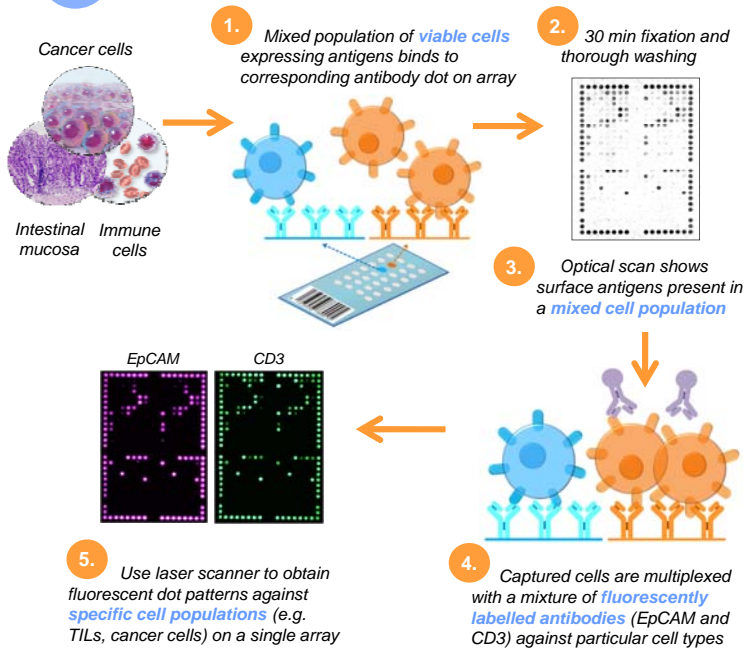 Cancer cells
Intestinal
mucosa
Immune
cells
1.
Mixed population of viable cells
expressing antigens binds to
corresponding antibody dot on array
2.
30 min fixation and
thorough washing
3.
Optical scan shows
surface antigens present in
a mixed cell population
4.
Captured cells are multiplexed
with a mixture of fluorescently
labelled antibodies (EpCAM and
CD3) against particular cell types
EpCAM
CD3
5.
Use laser scanner to obtain
fluorescent dot patterns against
specific cell populations (e.g.
TILs, cancer cells) on a single array